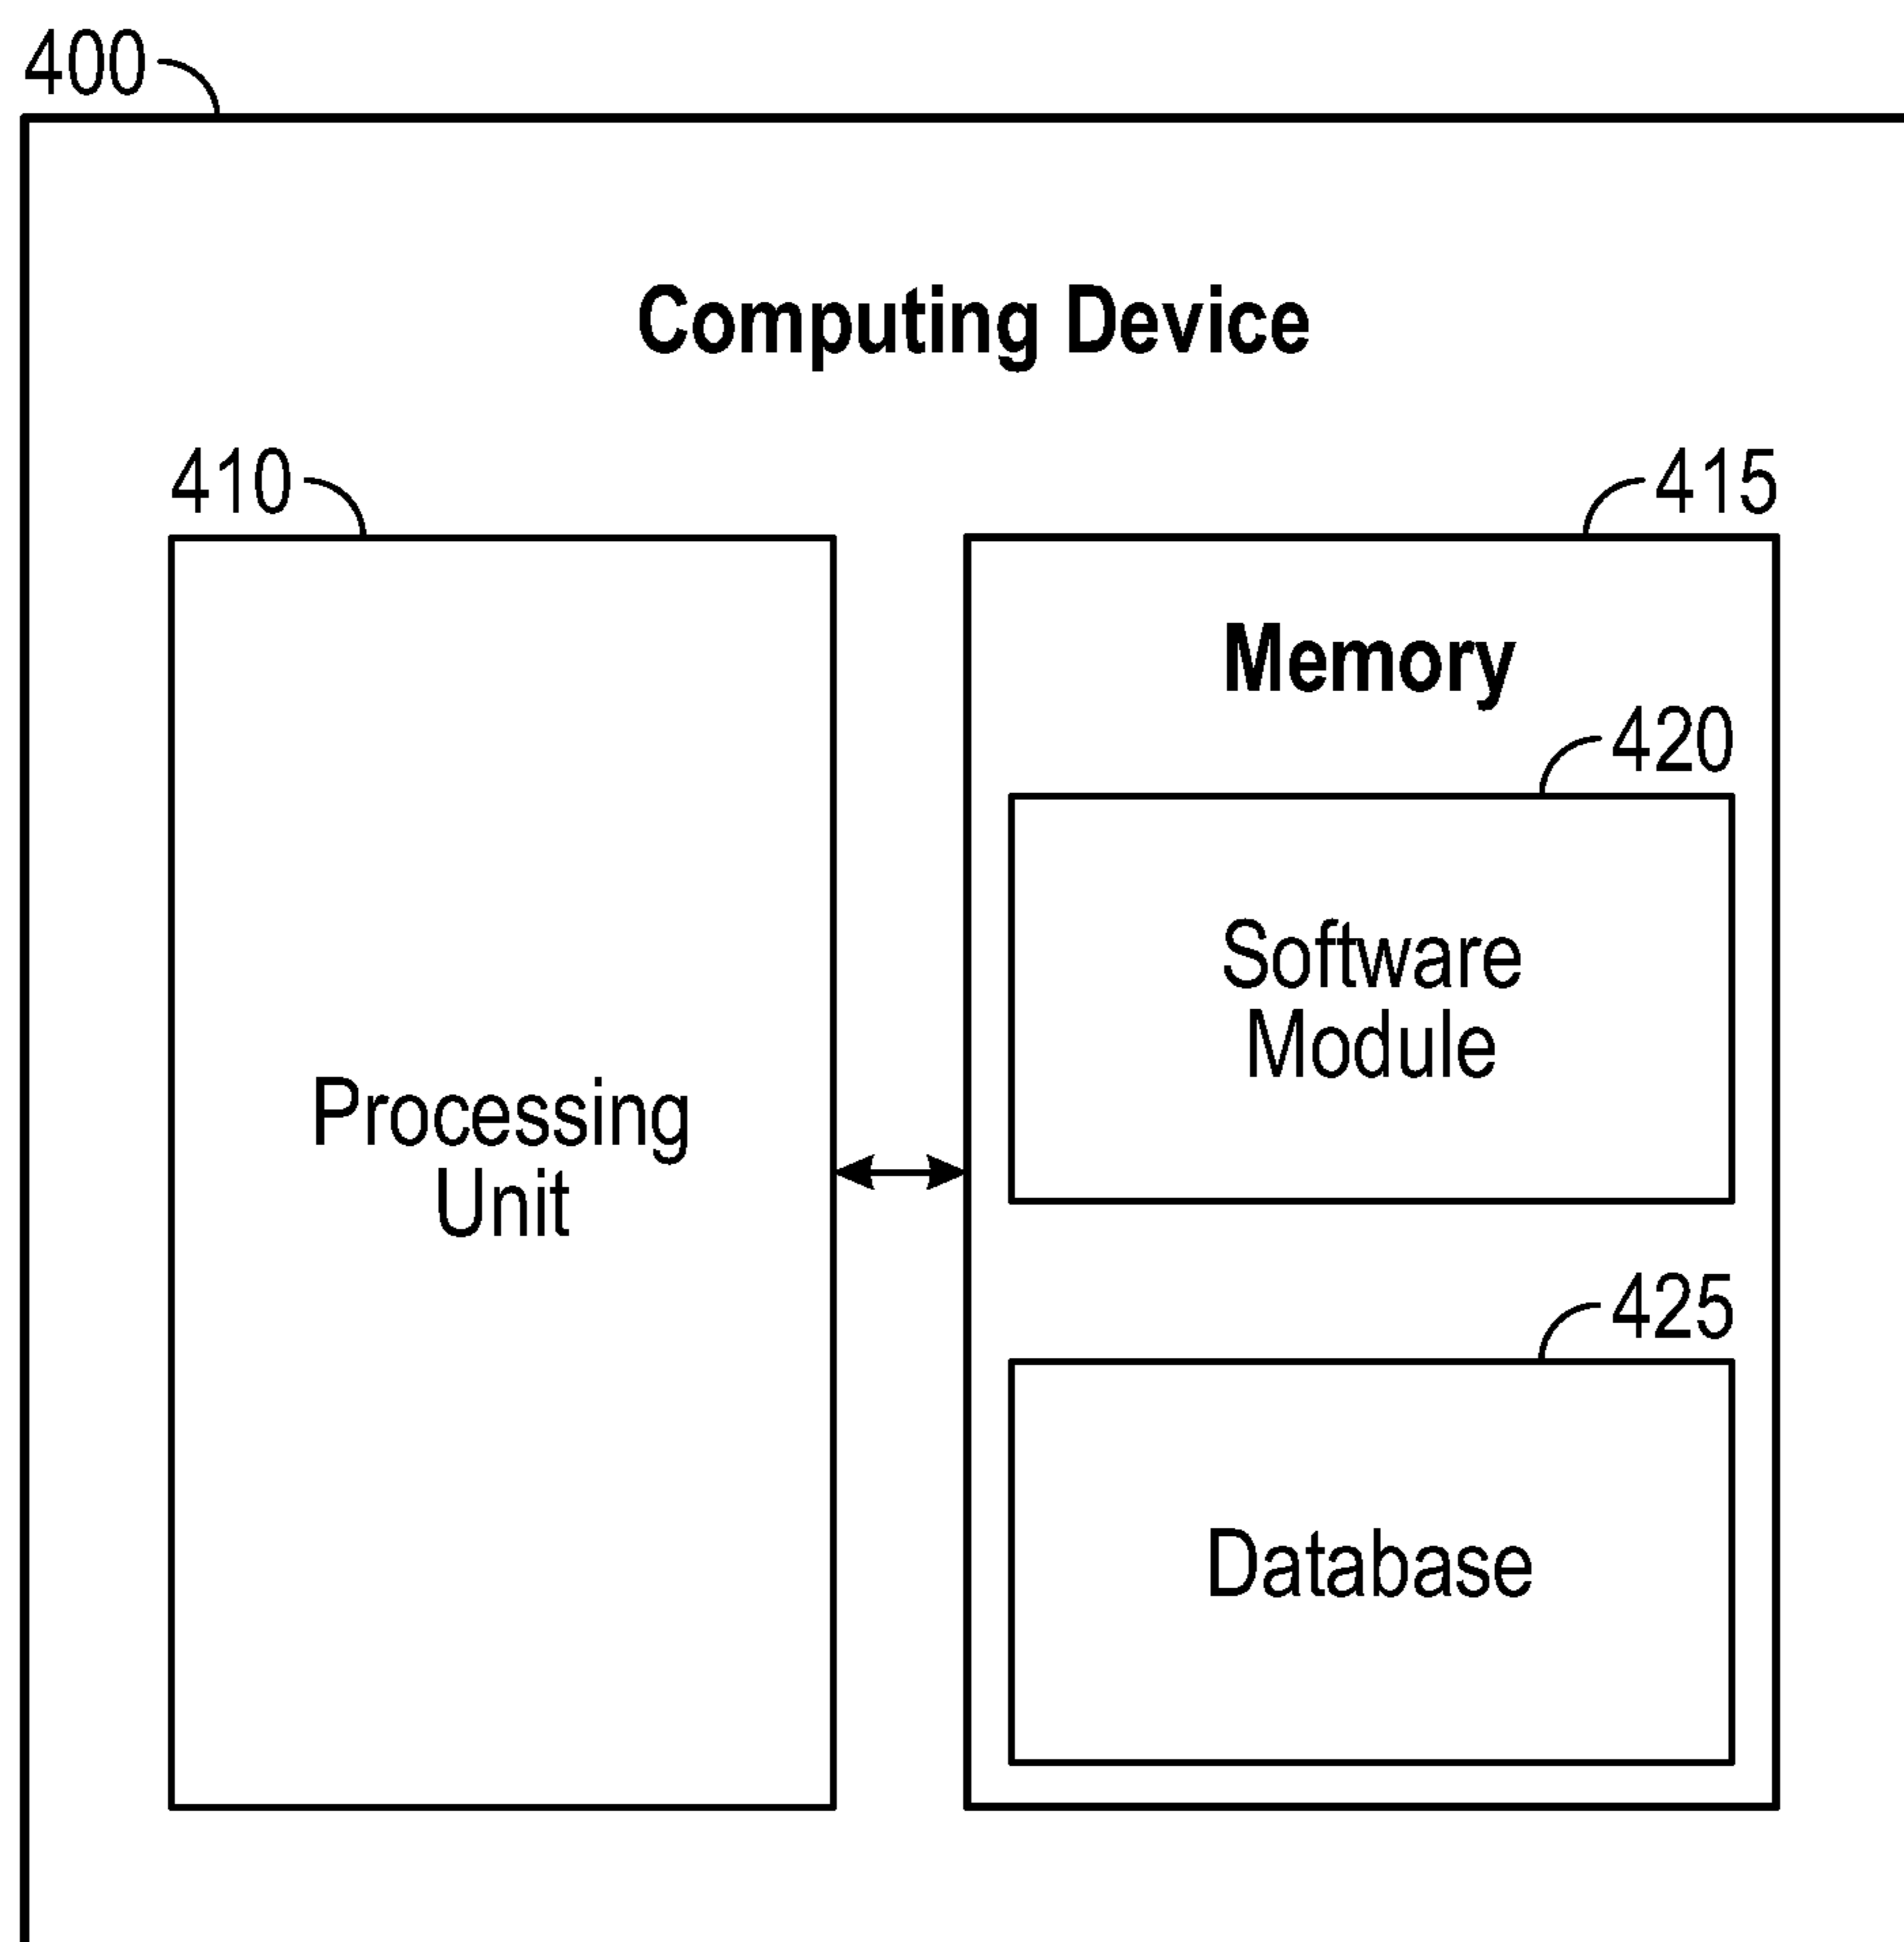 400
Computing Device
410
415
Memory
420
Software
Module
Processing
Unit
425
Database